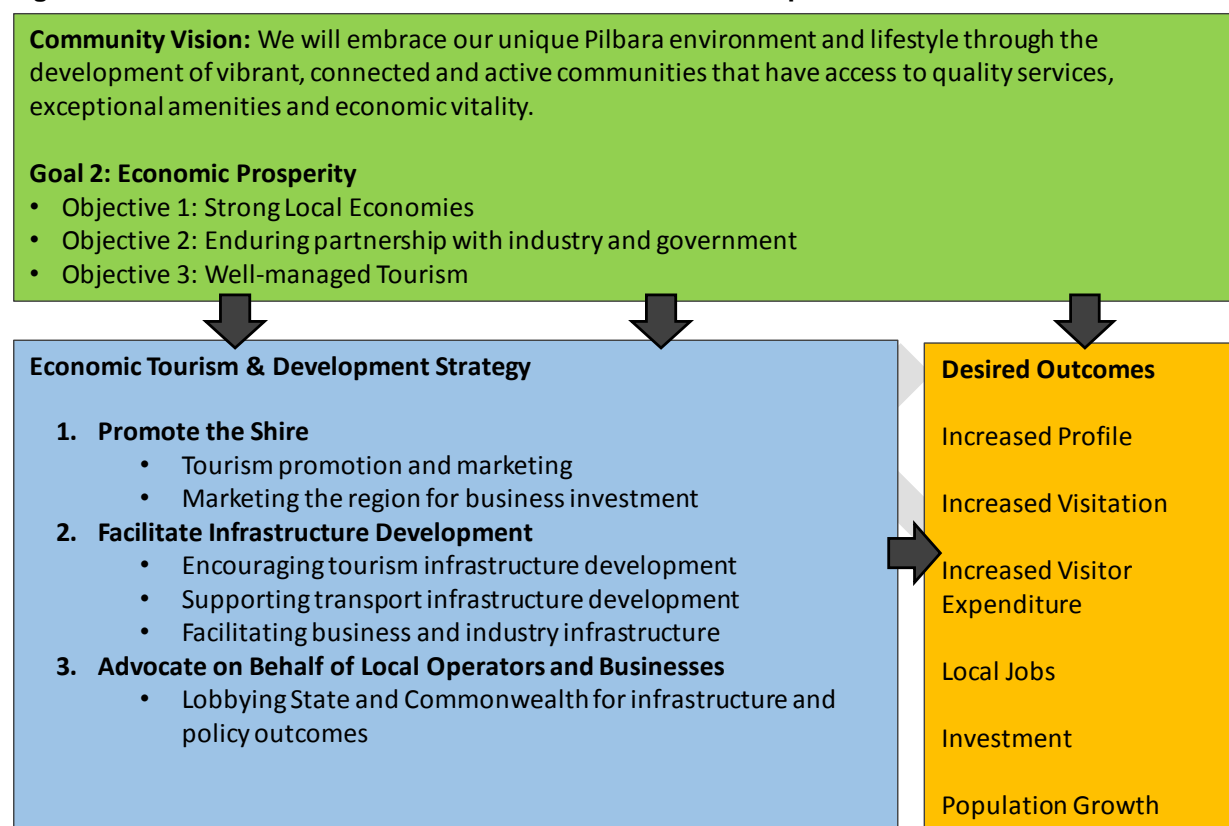 Community Vision: We will embrace our unique Pilbara environment and lifestyle through the
development of vibrant, connected and active communities that have access to quality services,
exceptional amenities and economic vitality.
Goal 2: Economic Prosperity
• Objective 1: Strong Local Economies
• Objective 2: Enduring partnership with industry and government
• Objective 3: Well-managed Tourism
Economic Tourism & Development Strategy
1. Promote the Shire
• Tourism promotion and marketing
• Marketing the region for business investment
2. Facilitate Infrastructure Development
• Encouraging tourism infrastructure development
• Supporting transport infrastructure development
• Facilitating business and industry infrastructure
3. Advocate on Behalf of Local Operators and Businesses
• Lobbying State and Commonwealth for infrastructure and
policy outcomes
Desired Outcomes
Increased Profile
Increased Visitation
Increased Visitor
Expenditure
Local Jobs
Investment
Population Growth